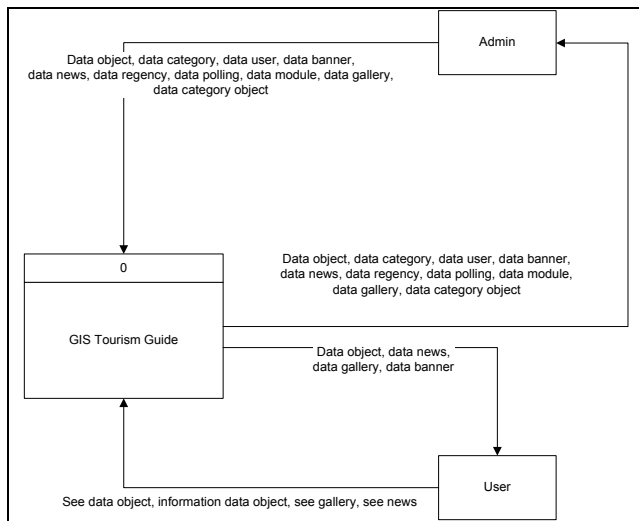 Admin
Data object, data category, data user, data banner,
data news, data regency, data polling, data module, data gallery,
data category object
0
GIS Tourism Guide
Data object, data category, data user, data banner,
data news, data regency, data polling, data module,
data gallery, data category object
Data object, data news,
data gallery, data banner
User
See data object, information data object, see gallery, see news